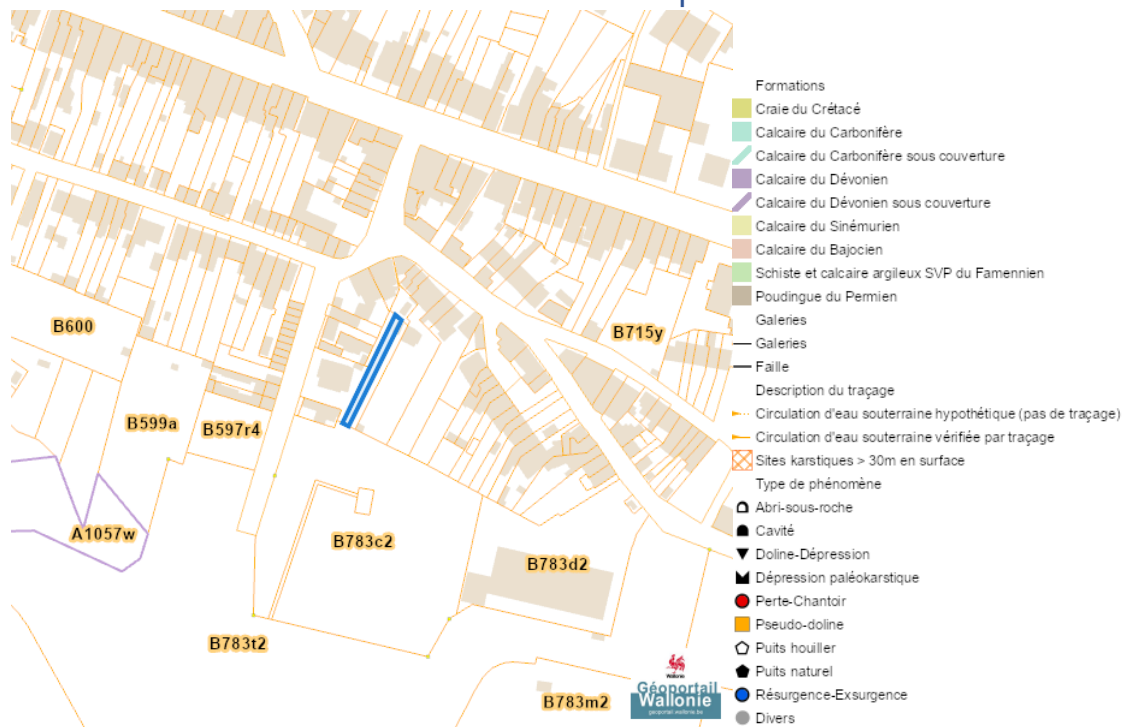 B600
B715y
B599a
B597r4
A1057w
B783c2
B783d2
B783t2
B783m2
Wallonie
Géoportail
Wallonie
geoportail.wallonie.be
Formations
Craie du Crétacé
Calcaire du Carbonifère
Calcaire du Carbonifère sous couverture
Calcaire du Dévonien
Calcaire du Dévonien sous couverture
Calcaire du Sinémurien
Calcaire du Bajocien
Schiste et calcaire argileux SVP du Famennien
Poudingue du Permien
Galeries
Galeries
Faille
Description du traçage
Circulation d'eau souterraine hypothétique (pas de traçage)
Circulation d'eau souterraine vérifiée par traçage
Sites karstiques > 30m en surface
Type de phénomène
Abri-sous-roche
Cavité
Doline-Dépression
Dépression paléokarstique
Perte-Chantoir
Pseudo-doline
Puits houiller
Puits naturel
Résurgence-Exsurgence
Divers